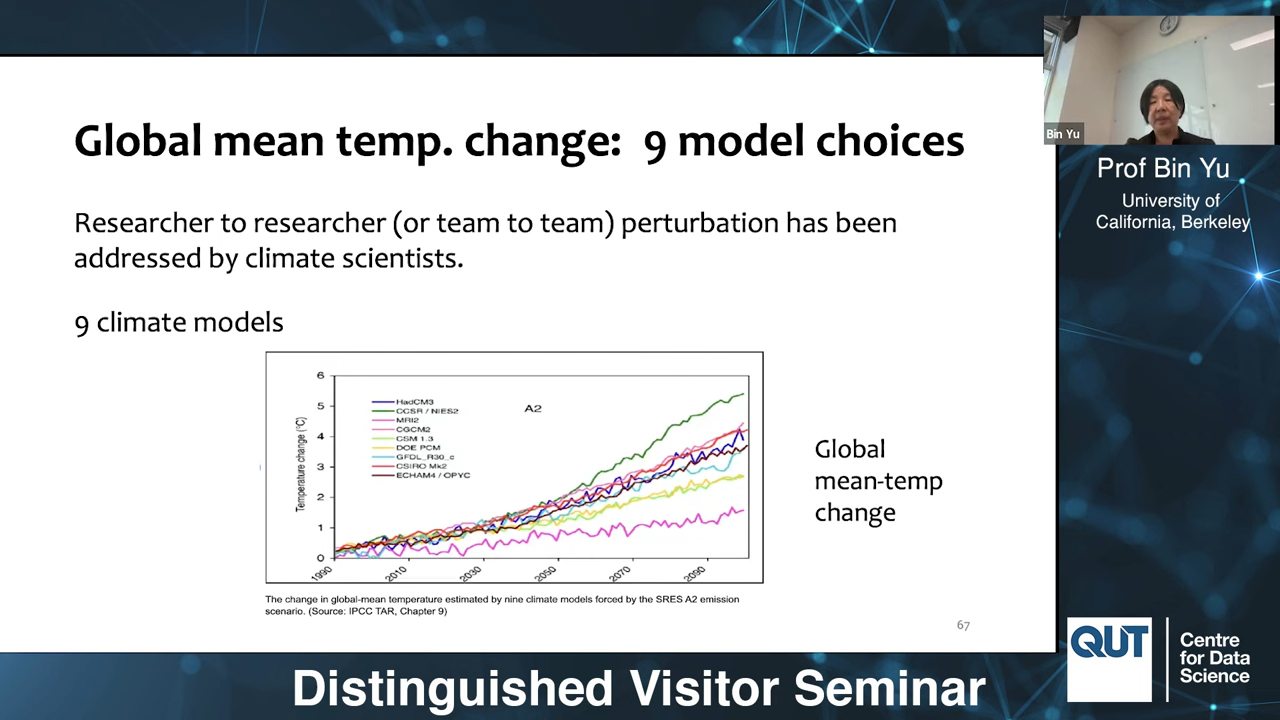 Global mean temp. change: 9 model choices
Researcher to researcher (or team to team) perturbation has been
addressed by climate scientists.
9 climate models
6
5
4
3
2
1
0
Temperature change (°C)
HadCM3
CCSR / NIES2
MRI2
CGCM2
CSM 1.3
DOE PCM
GFDL_R30_c
CSIRO Mk2
ECHAM4 / OPYC
A2
1990
2010
2030
2050
2070
2090
The change in global-mean temperature estimated by nine climate models forced by the SRES A2 emission
scenario. (Source: IPCC TAR, Chapter 9)
Global
mean-temp
change
67
Bin Yu
Prof Bin Yu
University of
California, Berkeley
QUT
Centre
for Data
Science
Distinguished Visitor Seminar